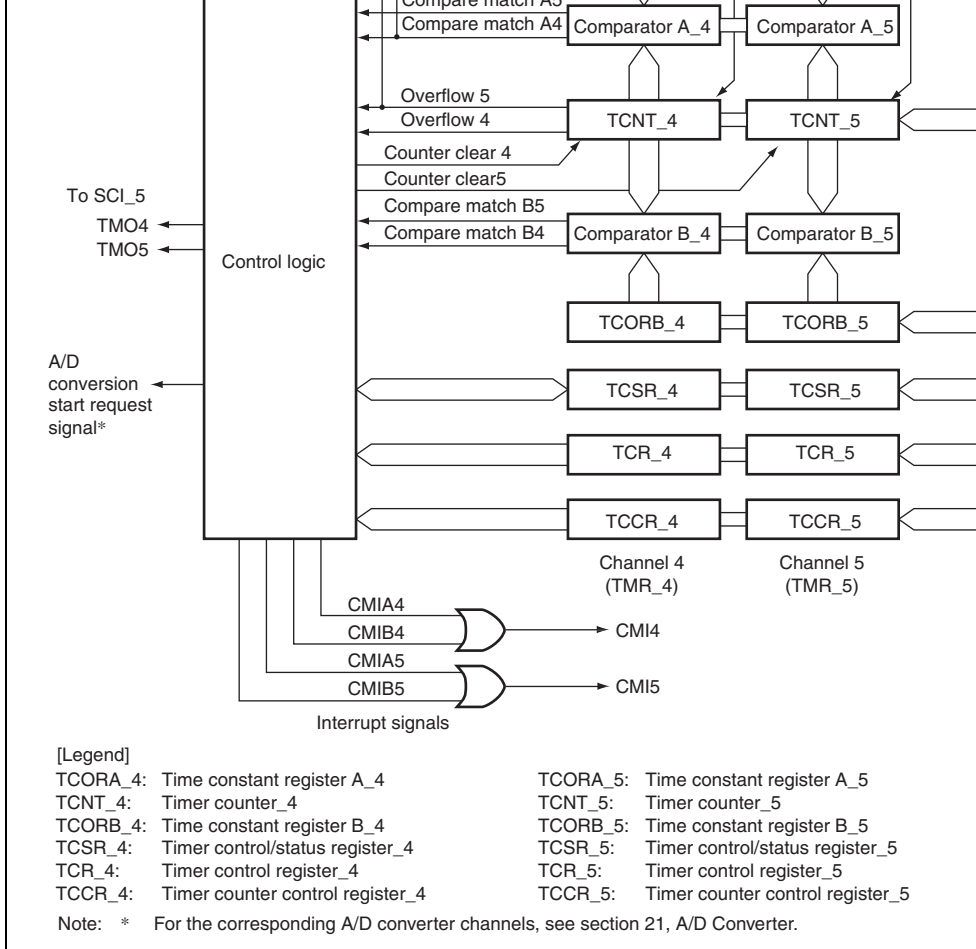 Compare match A5
Compare match A4
Comparator A_4
Comparator A_5
Overflow 5
Overflow 4
TCNT_4
TCNT_5
Counter clear 4
Counter clear5
To SCI_5
TMO4
TMO5
Compare match B5
Compare match B4
Comparator B_4
Comparator B_5
Control logic
TCORB_4
TCORB_5
A/D
conversion
start request
signal*
TCSR_4
TCSR_5
TCR_4
TCR_5
TCCR_4
TCCR_5
Channel 4
(TMR_4)
Channel 5
(TMR_5)
CMIA4
CMIB4
CMI4
CMIA5
CMIB5
CMI5
Interrupt signals
[Legend]
TCORA_4: Time constant register A_4 TCORA_5: Time constant register A_5
TCNT_4: Timer counter_4 TCNT_5: Timer counter_5
TCORB_4: Time constant register B_4 TCORB_5: Time constant register B_5
TCSR_4: Timer control/status register_4 TCSR_5: Timer control/status register_5
TCR_4: Timer control register_4 TCR_5: Timer control register_5
TCCR_4: Timer counter control register_4 TCCR_5: Timer counter control register_5
Note: * For the corresponding A/D converter channels, see section 21, A/D Converter.